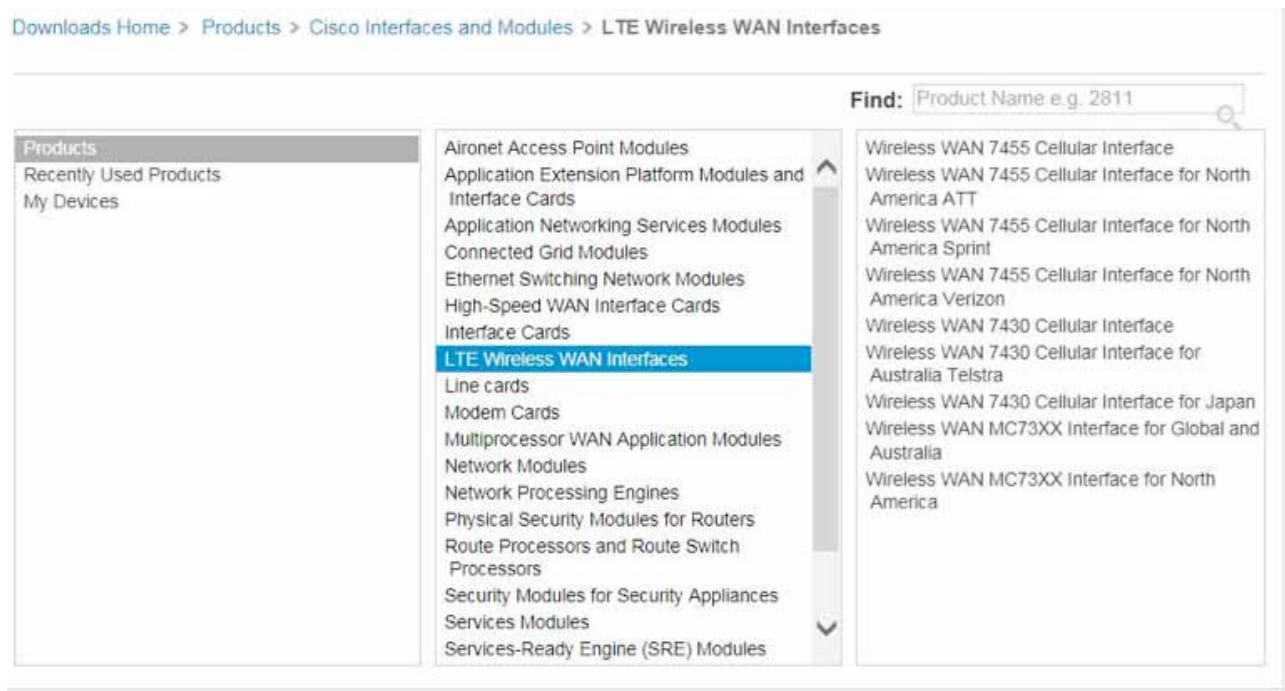 Downloads Home > Products > Cisco Interfaces and Modules > LTE Wireless WAN Interfaces
Find: Product Name e.g. 2811
Products
Recently Used Products
My Devices
Aironet Access Point Modules
Application Extension Platform Modules and
Interface Cards
Application Networking Services Modules
Connected Grid Modules
Ethernet Switching Network Modules
High-Speed WAN Interface Cards
Interface Cards
LTE Wireless WAN Interfaces
Line cards
Modem Cards
Multiprocessor WAN Application Modules
Network Modules
Network Processing Engines
Physical Security Modules for Routers
Route Processors and Route Switch
Processors
Security Modules for Security Appliances
Services Modules
Services-Ready Engine (SRE) Modules
Wireless WAN 7455 Cellular Interface
Wireless WAN 7455 Cellular Interface for North
America ATT
Wireless WAN 7455 Cellular Interface for North
America Sprint
Wireless WAN 7455 Cellular Interface for North
America Verizon
Wireless WAN 7430 Cellular Interface
Wireless WAN 7430 Cellular Interface for
Australia Telstra
Wireless WAN 7430 Cellular Interface for Japan
Wireless WAN MC73XX Interface for Global and
Australia
Wireless WAN MC73XX Interface for North
America